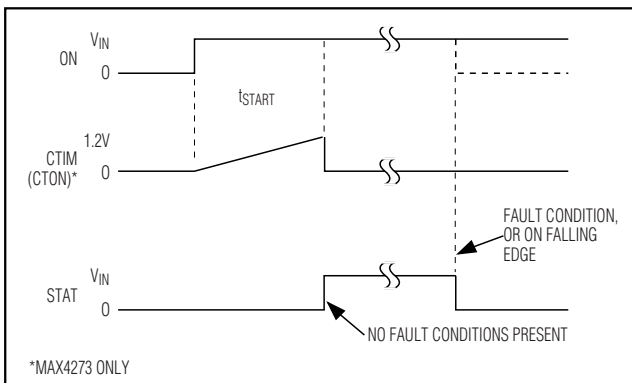 V_IN
ON
0
t_START
1.2V
CTIM
0
(CTON)*
FAULT CONDITION,
OR ON FALLING
EDGE
V_IN
STAT
0
NO FAULT CONDITIONS PRESENT
*MAX4273 ONLY